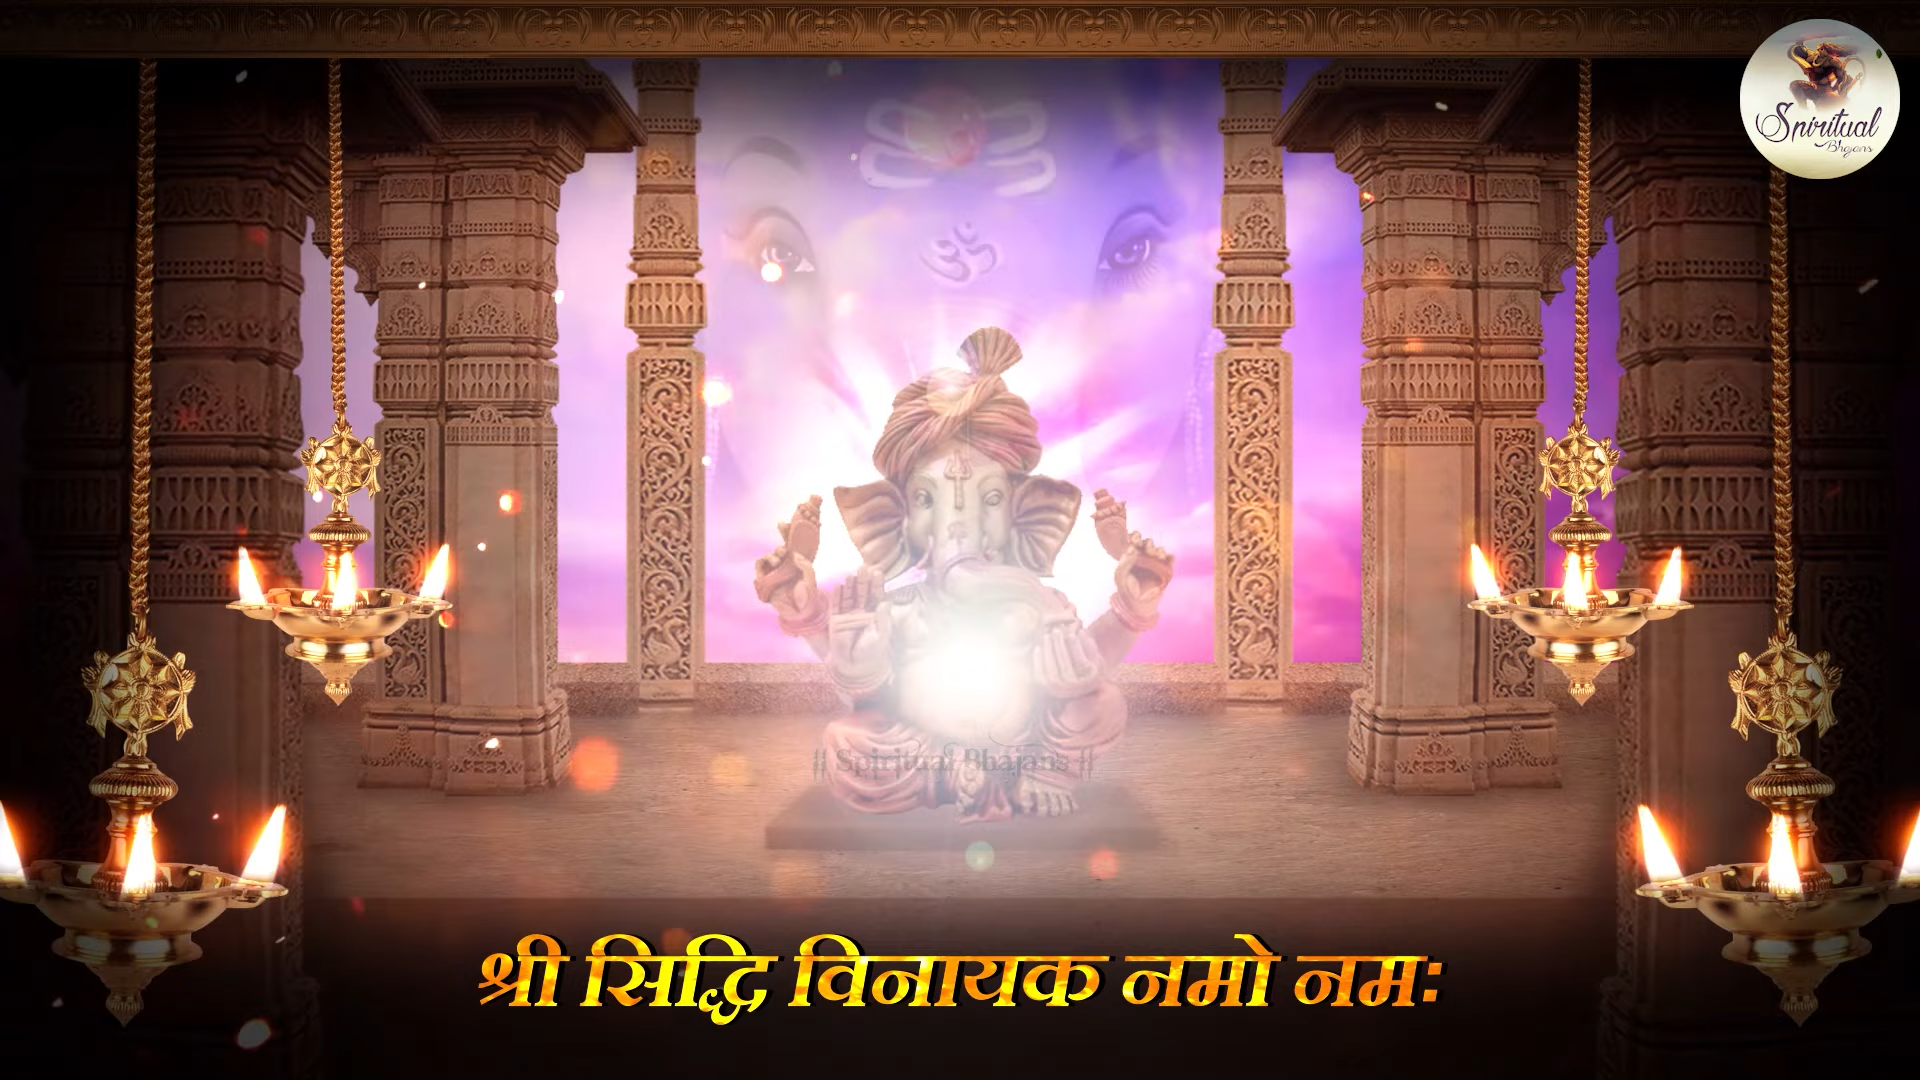 Spiritual
Bhajans
ॐ
|| Spiritual Bhajans ||
श्री सिद्धि विनायक नमो नमः